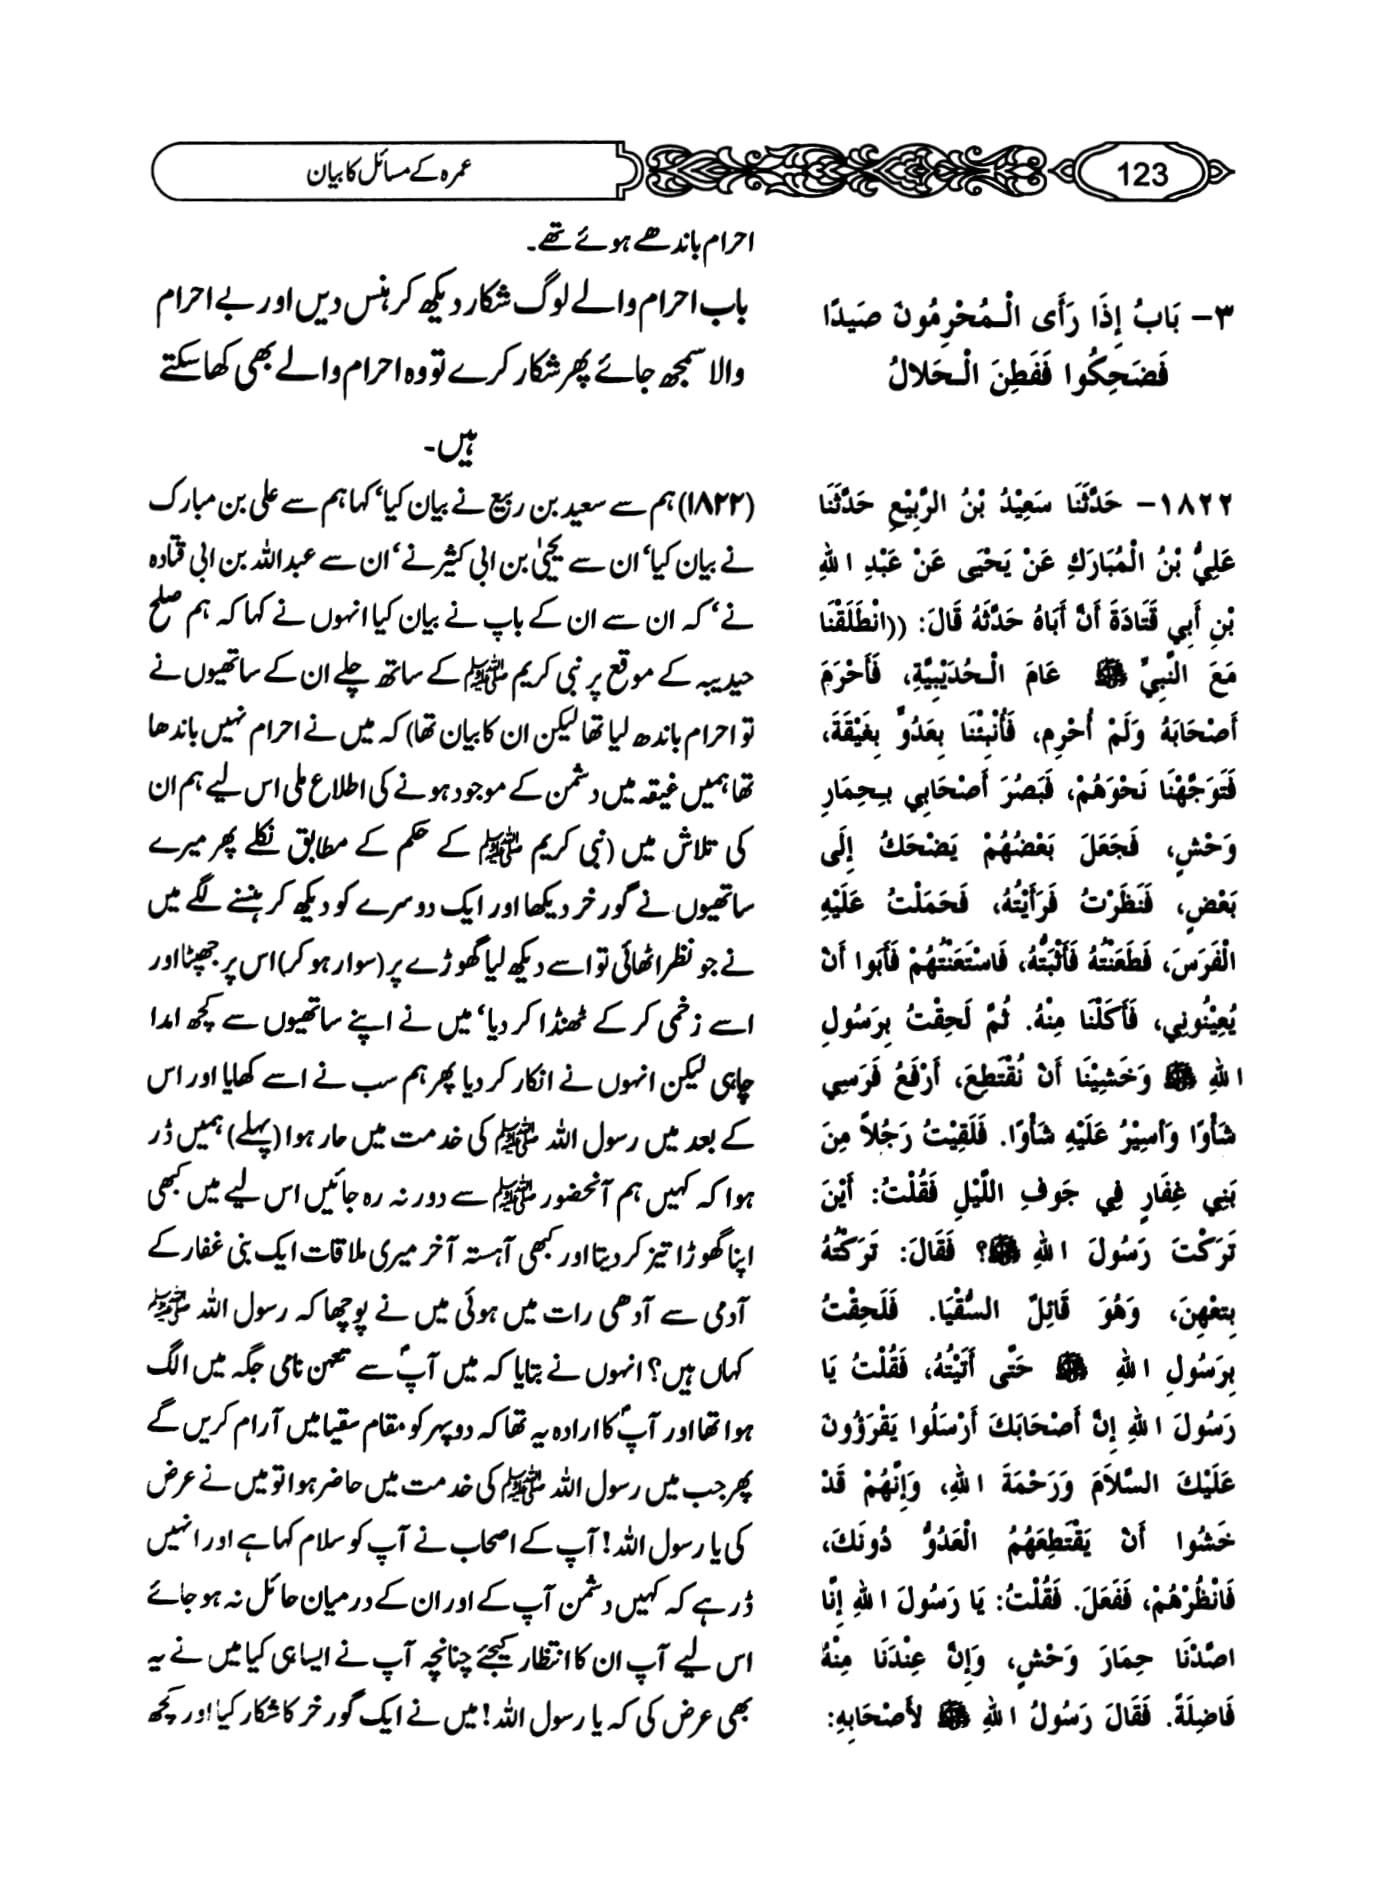 123
عمرہ کے مسائل کا بیان
احرام باندھے ہوئے تھے۔
٣- بَابُ إِذَا رَأَى الْـمُحْرِمُونَ صَيدًا
فَضَحِكُوا فَفَطِنَ الْـحَلالُ
باب احرام والے لوگ شکار دیکھ کر ہنس دیں اور بے احرام
والا سمجھ جائے پھر شکار کرے تو وہ احرام والے بھی کھا سکتے
ہیں۔
١٨٢٢- حَدَّثَنَا سَعِيْدُ بْنُ الرَّبِيْعِ حَدَّثَنَا
عَلِيُّ بْنُ الْمُبَارَكِ عَنْ يَحْيَى عَنْ عَبْدِ اللهِ
بْنِ أَبِي قَتَادَةَ أَنَّ أَبَاهُ حَدَّثَهُ قَالَ: ((انْطَلَقْنَا
مَعَ النَّبِيِّ ﷺ عَامَ الْـحُدَيْبِيَّةِ، فَأَحْرَمَ
أَصْحَابَهُ وَلَمْ أُحْرِم، فَأُنْبِئْنَا بِعَدُوٍّ بِغَيْقَةَ،
فَتَوَجَّهْنَا نَحْوَهُمْ، فَبَصُرَ أَصْحَابِي بِـحِمَارِ
وَحْشٍ، فَجَعَلَ بَعْضُهُمْ يَضْحَكُ إِلَى
بَعْضٍ، فَنَظَرْتُ فَرَأَيْتُهُ، فَحَمَلْتُ عَلَيْهِ
الْفَرَسَ، فَطَعَنْتُهُ فَأَثْبَتُّهُ، فَاسْتَعَنْتُهُمْ فَأَبَوا أَنْ
يُعِيْنُونِي، فَأَكَلْنَا مِنْهُ. ثُمَّ لَحِقْتُ بِرَسُولِ
اللهِ ﷺ وَخَشِيْنَا أَنْ نُقْتَطِعَ، أَرْفَعُ فَرَسِي
شَأْوًا وَأَسِيْرُ عَلَيْهِ شَأْوًا. فَلَقِيْتُ رَجُلاً مِنَ
بَنِي غِفَارٍ فِي جَوفِ اللَّيْلِ فَقُلْتُ: أَيْنَ
تَرَكْتَ رَسُولَ اللهِ ﷺ؟ فَقَالَ: تَرَكْتُهُ
بِتعْهِنَ، وَهُوَ قَائِلٌ السُّقْيَا. فَلَحِقْتُ
بِرَسُولِ اللهِ ﷺ حَتَّى أَتَيْتُهُ، فَقُلْتُ يَا
رَسُولَ اللهِ إِنَّ أَصْحَابَكَ أَرْسَلُوا يَقْرَؤُونَ
عَلَيْكَ السَّلاَمَ وَرَحْمَةَ اللهِ، وَإِنَّهُمْ قَدْ
خَشُوا أَنْ يَقْتَطِعَهُمُ الْعَدُوُّ دُونَكَ،
فَانْظُرْهُمْ، فَفَعَلَ. فَقُلْتُ: يَا رَسُولَ اللهِ إِنَّا
اصَّدْنَا حِمَارَ وَحْشٍ، وَإِنَّ عِنْدَنَا مِنْهُ
فَاضِلَةً. فَقَالَ رَسُولُ اللهِ ﷺ لأَصْحَابِهِ:
(۱۸۲۲) ہم سے سعید بن ربیع نے بیان کیا‘ کہا ہم سے علی بن مبارک
نے بیان کیا‘ ان سے یحییٰ بن ابی کثیر نے‘ ان سے عبداللہ بن ابی قتادہ
نے‘ کہ ان سے ان کے باپ نے بیان کیا انہوں نے کہا کہ ہم صلح
حیدیبہ کے موقع پر نبی کریم ﷺ کے ساتھ چلے ان کے ساتھیوں نے
تو احرام باندھ لیا تھا لیکن ان کا بیان تھا) کہ میں نے احرام نہیں باندھا
تھا ہمیں غیقہ میں دشمن کے موجود ہونے کی اطلاع ملی اس لیے ہم ان
کی تلاش میں (نبی کریم ﷺ کے حکم کے مطابق نکلے پھر میرے
ساتھیوں نے گورخر دیکھا اور ایک دوسرے کو دیکھ کر ہنسنے لگے میں
نے جو نظر اٹھائی تو اسے دیکھ لیا گھوڑے پر (سوار ہو کر) اس پر جھپٹا اور
اسے زخمی کر کے ٹھنڈا کر دیا‘ میں نے اپنے ساتھیوں سے کچھ امدا
چاہی لیکن انہوں نے انکار کر دیا پھر ہم سب نے اسے کھایا اور اس
کے بعد میں رسول اللہ ﷺ کی خدمت میں حار ہوا (پہلے) ہمیں ڈر
ہوا کہ کہیں ہم آنحضور ﷺ سے دور نہ رہ جائیں اس لیے میں کبھی
اپنا گھوڑا تیز کر دیتا اور کبھی آہستہ آخر میری ملاقات ایک بنی غفار کے
آدمی سے آدھی رات میں ہوئی میں نے پوچھا کہ رسول اللہ ﷺ
کہاں ہیں؟ انہوں نے بتایا کہ میں آپؐ سے تعہن نامی جگہ میں الگ
ہوا تھا اور آپؐ کا ارادہ یہ تھا کہ دوپہر کو مقام سقیا میں آرام کریں گے
پھر جب میں رسول اللہ ﷺ کی خدمت میں حاضر ہوا تو میں نے عرض
کی یا رسول اللہ! آپ کے اصحاب نے آپ کو سلام کہا ہے اور انہیں
ڈر ہے کہ کہیں دشمن آپ کے اور ان کے درمیان حائل نہ ہو جائے
اس لیے آپ ان کا انتظار کیجئے چنانچہ آپ نے ایسا ہی کیا میں نے یہ
بھی عرض کی کہ یا رسول اللہ! میں نے ایک گورخر کا شکار کیا اور کچھ